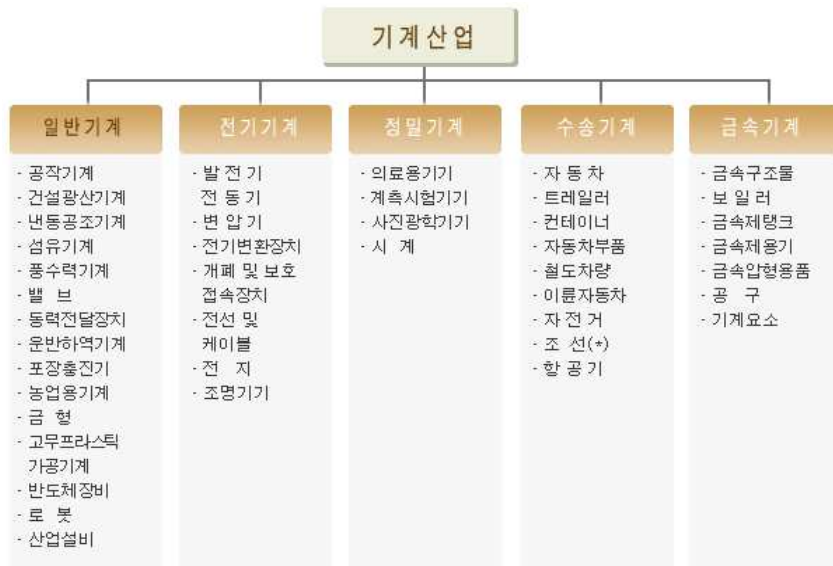 기계산업
일반기계
- 공작기계
- 건설광산기계
- 냉동공조기계
- 섬유기계
- 풍수력기계
- 밸 브
- 동력전달장치
- 운반하역기계
- 포장충진기
- 농업용기계
- 금 형
- 고무프라스틱
가공기계
- 반도체장비
- 로 봇
- 산업설비
전기기계
- 발 전 기
전 동 기
- 변 압 기
- 전기변환장치
- 개폐 및 보호
접속장치
- 전선 및
케이블
- 전 지
- 조명기기
정밀기계
- 의료용기기
- 계측시험기기
- 사진광학기기
- 시 계
수송기계
- 자 동 차
- 트레일러
- 컨테이너
- 자동차부품
- 철도차량
- 이륜자동차
- 자 전 거
- 조 선(*)
- 항 공 기
금속기계
- 금속구조물
- 보 일 러
- 금속제탱크
- 금속제용기
- 금속압형용품
- 공 구
- 기계요소